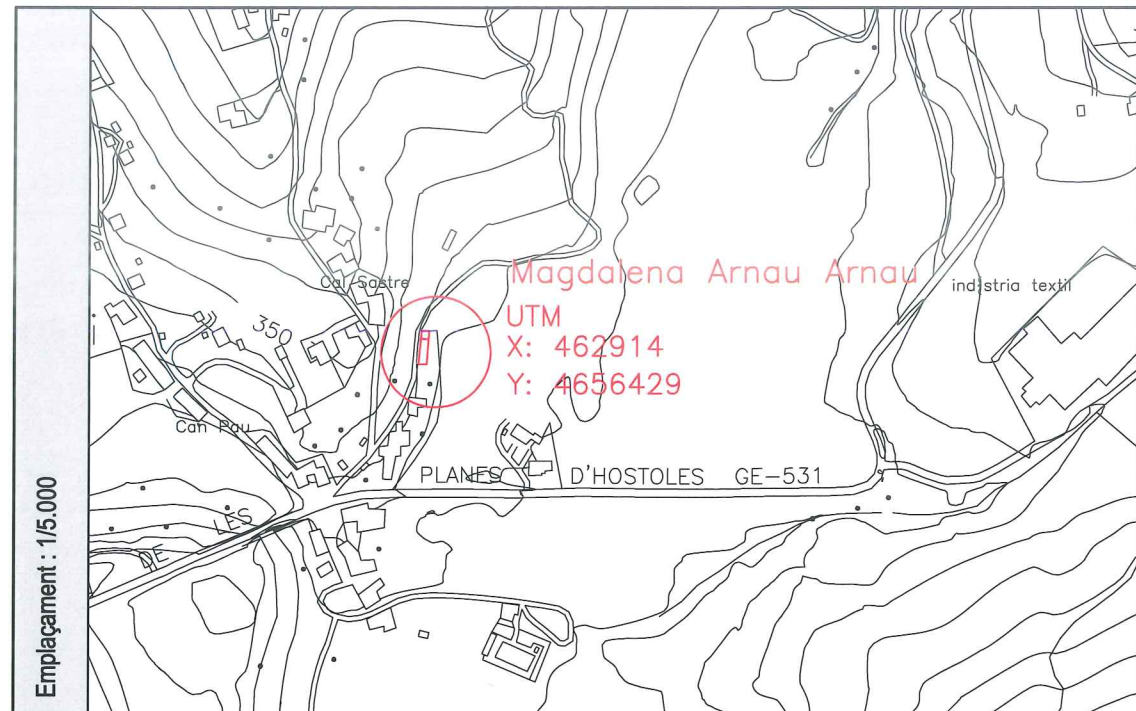 Emplaçament : 1/5.000
Cal Sastre
350
Magdalena Arnau Arnau
UTM
X: 462914
Y: 4656429
indústria textil
Can Pau
DE LES PLANES D'HOSTOLES GE-531